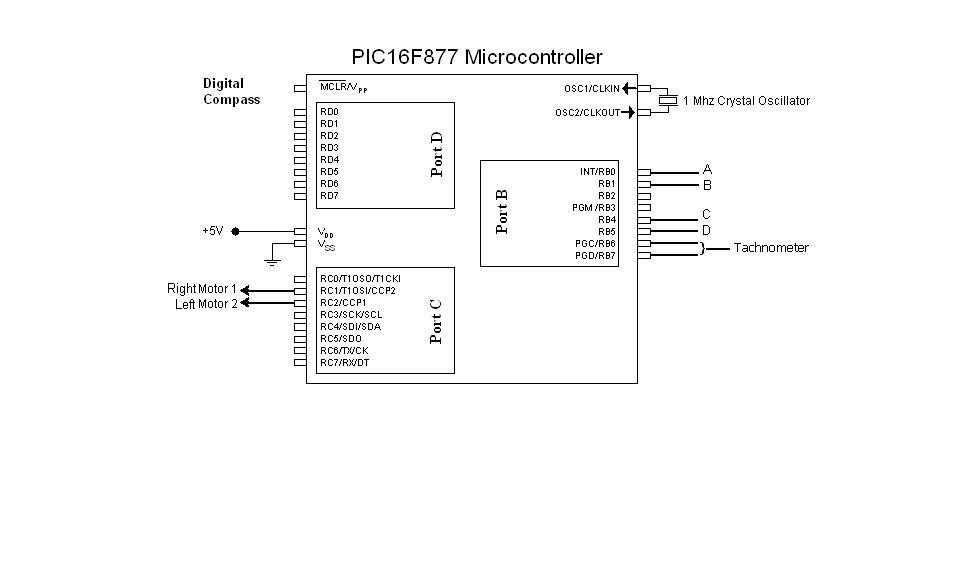 PIC16F877 Microcontroller
Digital
Compass
MCLR/VPP
RD0
RD1
RD2
RD3
RD4
RD5
RD6
RD7
Port D
OSC1/CLKIN
OSC2/CLKOUT
1 Mhz Crystal Oscillator
Port B
INT/RB0
RB1
RB2
PGM/RB3
RB4
RB5
PGC/RB6
PGD/RB7
A
B
C
D
} Tachnometer
+5V
VDD
VSS
Right Motor 1
Left Motor 2
RC0/T1OSO/T1CKI
RC1/T1OSI/CCP2
RC2/CCP1
RC3/SCK/SCL
RC4/SDI/SDA
RC5/SDO
RC6/TX/CK
RC7/RX/DT
Port C